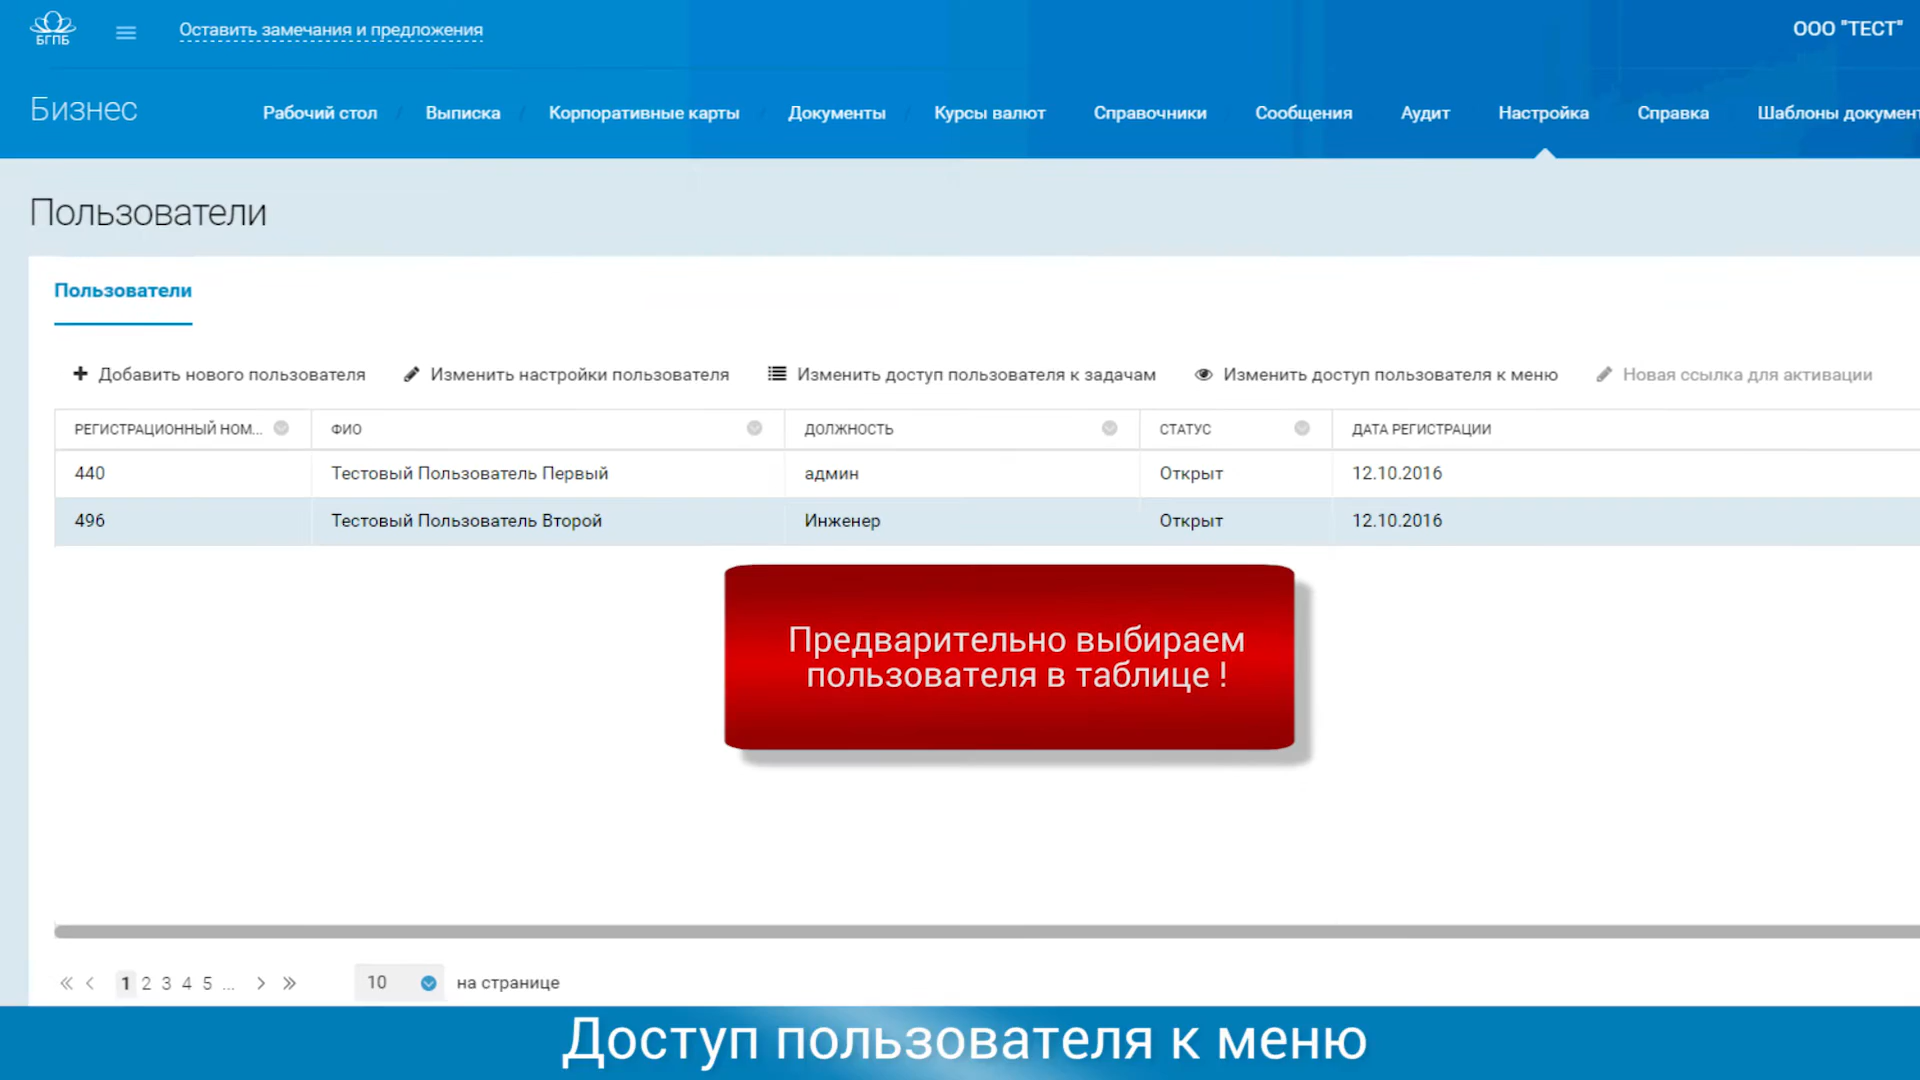 БГПБ
Оставить замечания и предложения
ООО "ТЕСТ"
Бизнес
Рабочий стол / Выписка / Корпоративные карты / Документы / Курсы валют Справочники Сообщения Аудит Настройка Справка Шаблоны документ
Пользователи
Пользователи
Добавить нового пользователя Изменить настройки пользователя Изменить доступ пользователя к задачам Изменить доступ пользователя к меню Новая ссылка для активации
РЕГИСТРАЦИОННЫЙ НОМ... ФИО ДОЛЖНОСТЬ СТАТУС ДАТА РЕГИСТРАЦИИ
440 Тестовый Пользователь Первый админ Открыт 12.10.2016
496 Тестовый Пользователь Второй Инженер Открыт 12.10.2016
Предварительно выбираем
пользователя в таблице !
« ‹ 1 2 3 4 5 ... › » 10 на странице
Доступ пользователя к меню